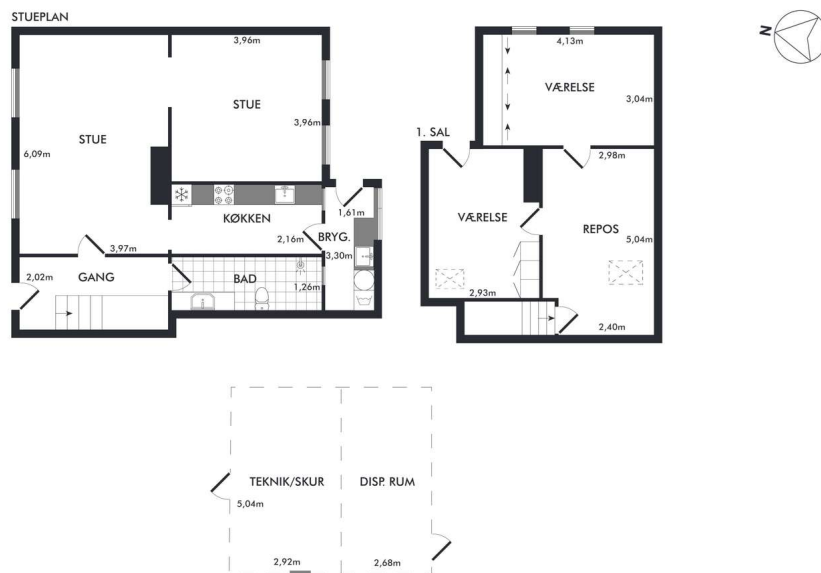 STUEPLAN
3,96m
STUE
3,96m
STUE
6,09m
KØKKEN
1,61m
2,16m
BRYG.
3,30m
3,97m
GANG
2,02m
BAD
1,26m
N
4,13m
VÆRELSE
3,04m
1. SAL
2,98m
VÆRELSE
REPOS
5,04m
2,93m
2,40m
TEKNIK/SKUR
DISP. RUM
5,04m
2,92m
2,68m